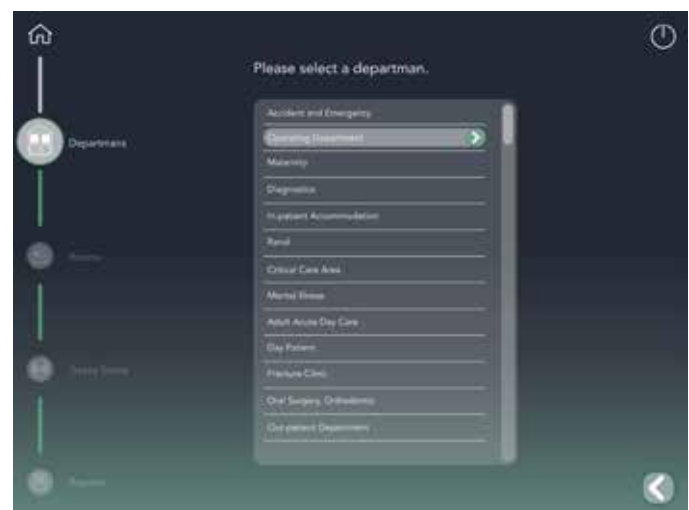 Please select a departman.
Departmans
Accident and Emergency
Operating Department
Maternity
Diagnostics
In-patient Accommodation
Renal
Critical Care Area
Mental Illness
Adult Acute Day Care
Day Patient
Fracture Clinic
Oral Surgery, Orthodontic
Out-patient Department
Rooms